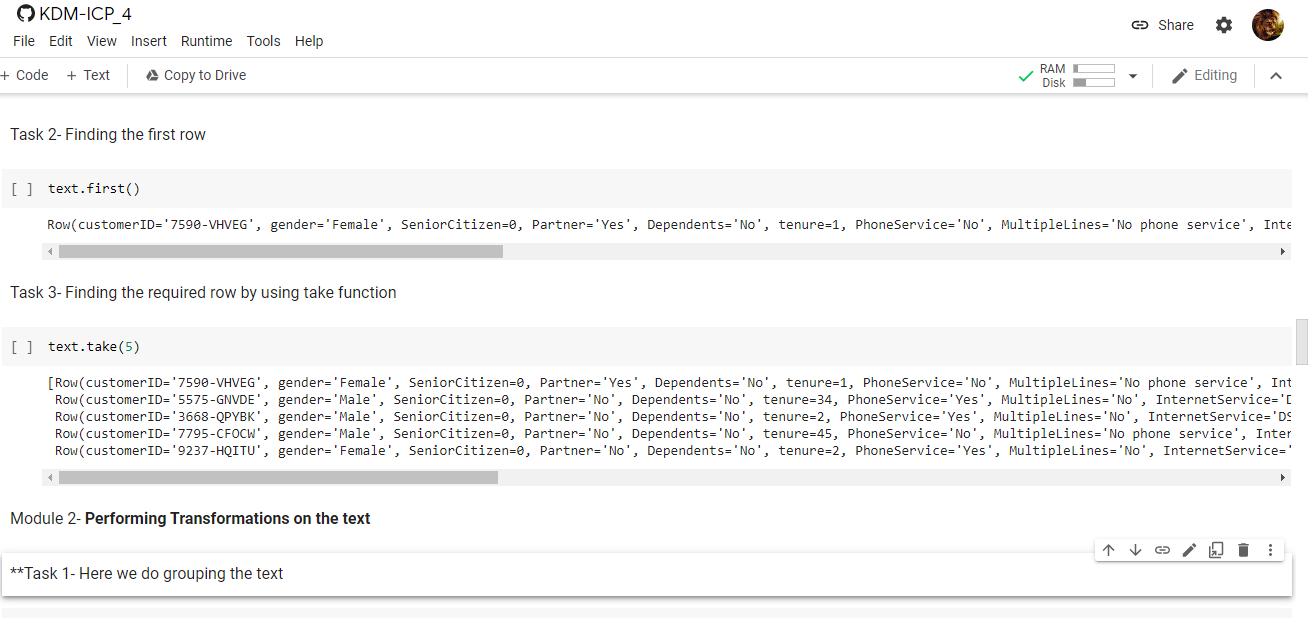 KDM-ICP_4
File Edit View Insert Runtime Tools Help
Share
+ Code + Text Copy to Drive
RAM
Disk
Editing
Task 2- Finding the first row
[ ] text.first()
Row(customerID='7590-VHVEG', gender='Female', SeniorCitizen=0, Partner='Yes', Dependents='No', tenure=1, PhoneService='No', MultipleLines='No phone service', Inte
Task 3- Finding the required row by using take function
[ ] text.take(5)
[Row(customerID='7590-VHVEG', gender='Female', SeniorCitizen=0, Partner='Yes', Dependents='No', tenure=1, PhoneService='No', MultipleLines='No phone service', Int
Row(customerID='5575-GNVDE', gender='Male', SeniorCitizen=0, Partner='No', Dependents='No', tenure=34, PhoneService='Yes', MultipleLines='No', InternetService='D
Row(customerID='3668-QPYBK', gender='Male', SeniorCitizen=0, Partner='No', Dependents='No', tenure=2, PhoneService='Yes', MultipleLines='No', InternetService='DS
Row(customerID='7795-CFOCW', gender='Male', SeniorCitizen=0, Partner='No', Dependents='No', tenure=45, PhoneService='No', MultipleLines='No phone service', Inter
Row(customerID='9237-HQITU', gender='Female', SeniorCitizen=0, Partner='No', Dependents='No', tenure=2, PhoneService='Yes', MultipleLines='No', InternetService='
Module 2- Performing Transformations on the text
**Task 1- Here we do grouping the text